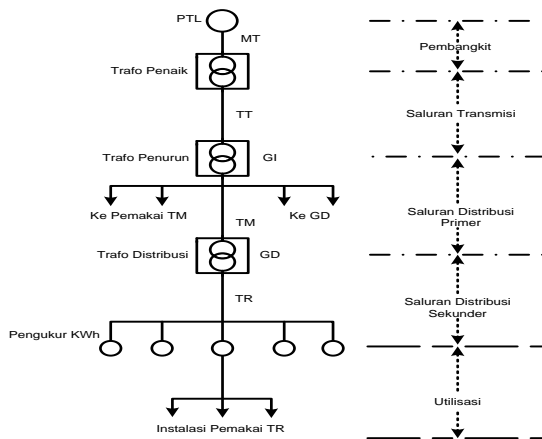 PTL
MT
Pembangkit
Trafo Penaik
TT
Saluran Transmisi
Trafo Penurun
GI
Ke Pemakai TM
Ke GD
TM
Saluran Distribusi
Primer
Trafo Distribusi
GD
TR
Saluran Distribusi
Sekunder
Pengukur KWh
Utilisasi
Instalasi Pemakai TR